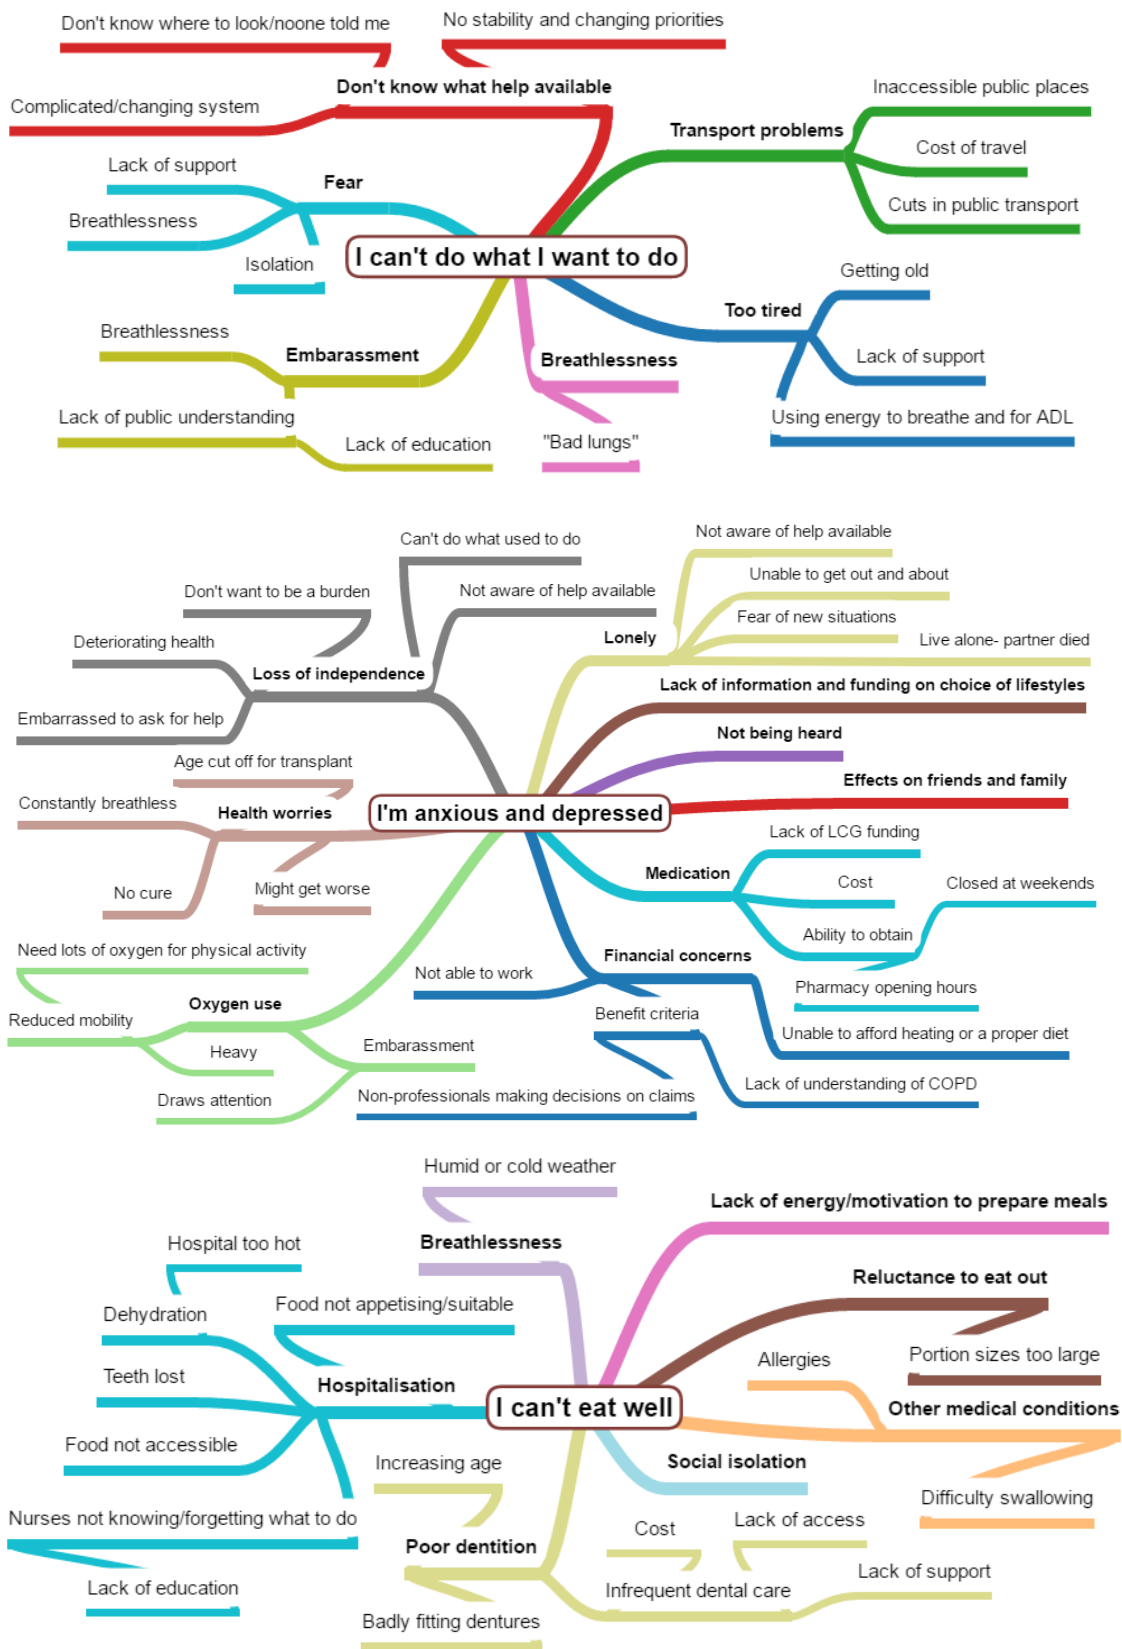 Don't know where to look/noone told me
No stability and changing priorities
Don't know what help available
Complicated/changing system
Inaccessible public places
Transport problems
Cost of travel
Cuts in public transport
Lack of support
Fear
Breathlessness
Isolation
I can't do what I want to do
Getting old
Too tired
Lack of support
Using energy to breathe and for ADL
Breathlessness
Embarassment
Breathlessness
"Bad lungs"
Lack of public understanding
Lack of education
Can't do what used to do
Not aware of help available
Don't want to be a burden
Not aware of help available
Unable to get out and about
Fear of new situations
Lonely
Live alone- partner died
Deteriorating health
Loss of independence
Embarrassed to ask for help
Lack of information and funding on choice of lifestyles
Not being heard
Effects on friends and family
Age cut off for transplant
Constantly breathless
Health worries
I'm anxious and depressed
No cure
Might get worse
Lack of LCG funding
Medication
Cost
Closed at weekends
Ability to obtain
Pharmacy opening hours
Need lots of oxygen for physical activity
Oxygen use
Reduced mobility
Heavy
Embarassment
Draws attention
Financial concerns
Not able to work
Benefit criteria
Unable to afford heating or a proper diet
Lack of understanding of COPD
Non-professionals making decisions on claims
Humid or cold weather
Breathlessness
Lack of energy/motivation to prepare meals
Hospital too hot
Reluctance to eat out
Dehydration
Food not appetising/suitable
Portion sizes too large
Allergies
Teeth lost
Hospitalisation
I can't eat well
Other medical conditions
Food not accessible
Social isolation
Increasing age
Difficulty swallowing
Nurses not knowing/forgetting what to do
Poor dentition
Cost
Lack of access
Lack of education
Infrequent dental care
Lack of support
Badly fitting dentures